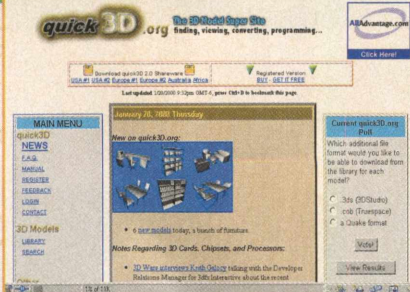 quick3D.org
The 3D Model Super Site
finding, viewing, converting, programming...
ABAdvantage.com
Click Here!
Download quick3D 2.0 Shareware
USA #1 USA #2 Europe #1 Europe #2 Australia Africa
Registered Version
BUY - GET IT FREE
Last updated 1/20/2000 9:32pm GMT-6, press Ctrl+D to bookmark this page.
MAIN MENU
quick3D
NEWS
F.A.Q.
MANUAL
REGISTER
FEEDBACK
LOGIN
CONTACT
3D Models
LIBRARY
SEARCH
January 20, 2000 Thursday
New on quick3D.org:
6 new models today, a bunch of furniture.
Notes Regarding 3D Cards, Chipsets, and Processors:
3D Ware interviews Keith Galocy talking with the Developer
Relations Manager for 3dfx Interactive about the recent
Current quick3D.org
Poll
Which additional file
format would you like to
be able to download from
the library for each
model?
.3ds (3DStudio)
.cob (Truespace)
a Quake format
Vote!
View Results